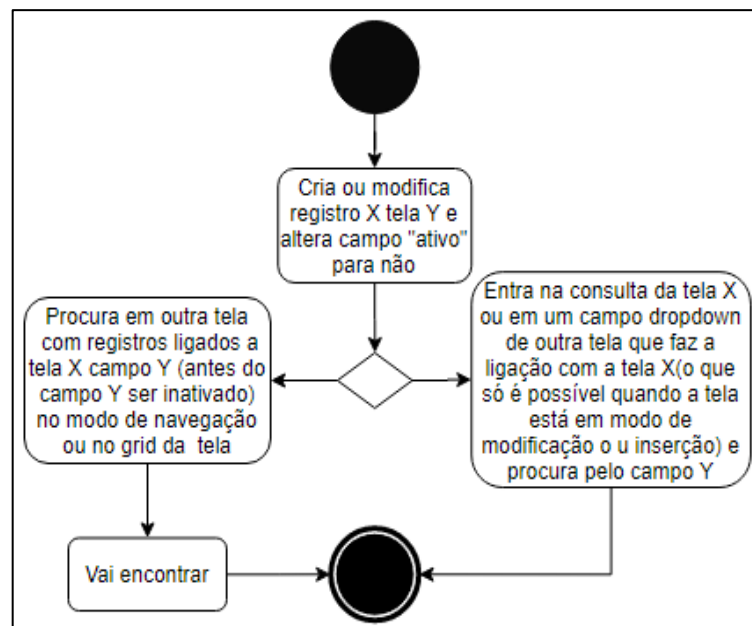 Cria ou modifica
registro X tela Y e
altera campo "ativo"
para não
Procura em outra tela
com registros ligados a
tela X campo Y (antes do
campo Y ser inativado)
no modo de navegação
ou no grid da tela
Entra na consulta da tela X
ou em um campo dropdown
de outra tela que faz a
ligação com a tela X(o que
só é possível quando a tela
está em modo de
modificação o u inserção) e
procura pelo campo Y
Vai encontrar